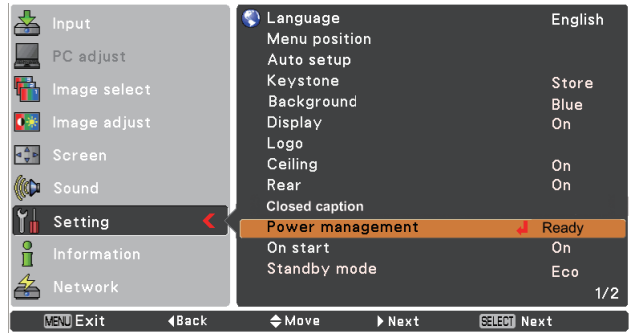 Input
PC adjust
Image select
Image adjust
Screen
Sound
Setting
Information
Network
Language English
Menu position
Auto setup
Keystone Store
Background Blue
Display On
Logo
Ceiling On
Rear On
Closed caption
Power management Ready
On start On
Standby mode Eco
1/2
MENU Exit Back Move Next SELECT Next